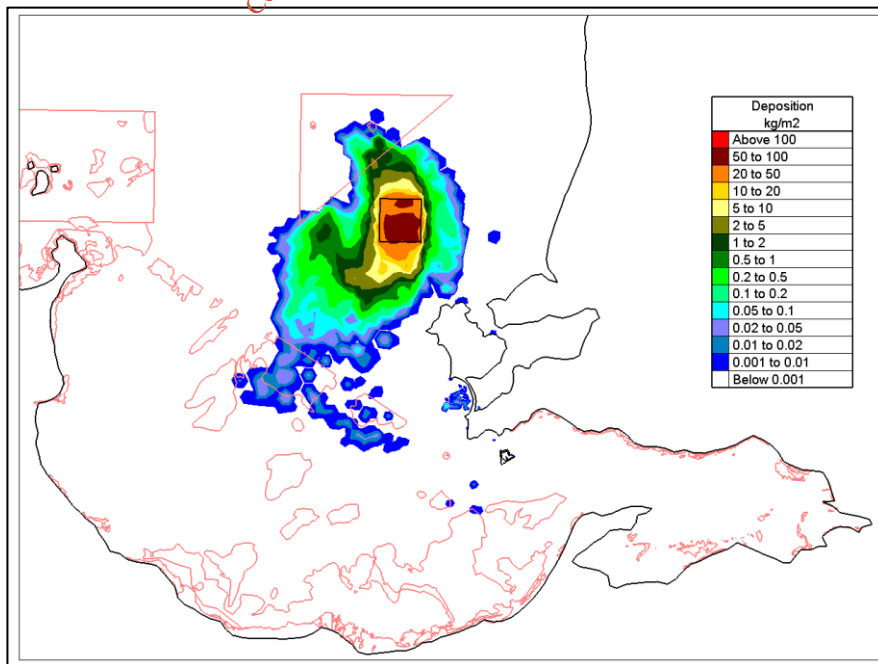 Deposition
kg/m2
Above 100
50 to 100
20 to 50
10 to 20
5 to 10
2 to 5
1 to 2
0.5 to 1
0.2 to 0.5
0.1 to 0.2
0.05 to 0.1
0.02 to 0.05
0.01 to 0.02
0.001 to 0.01
Below 0.001